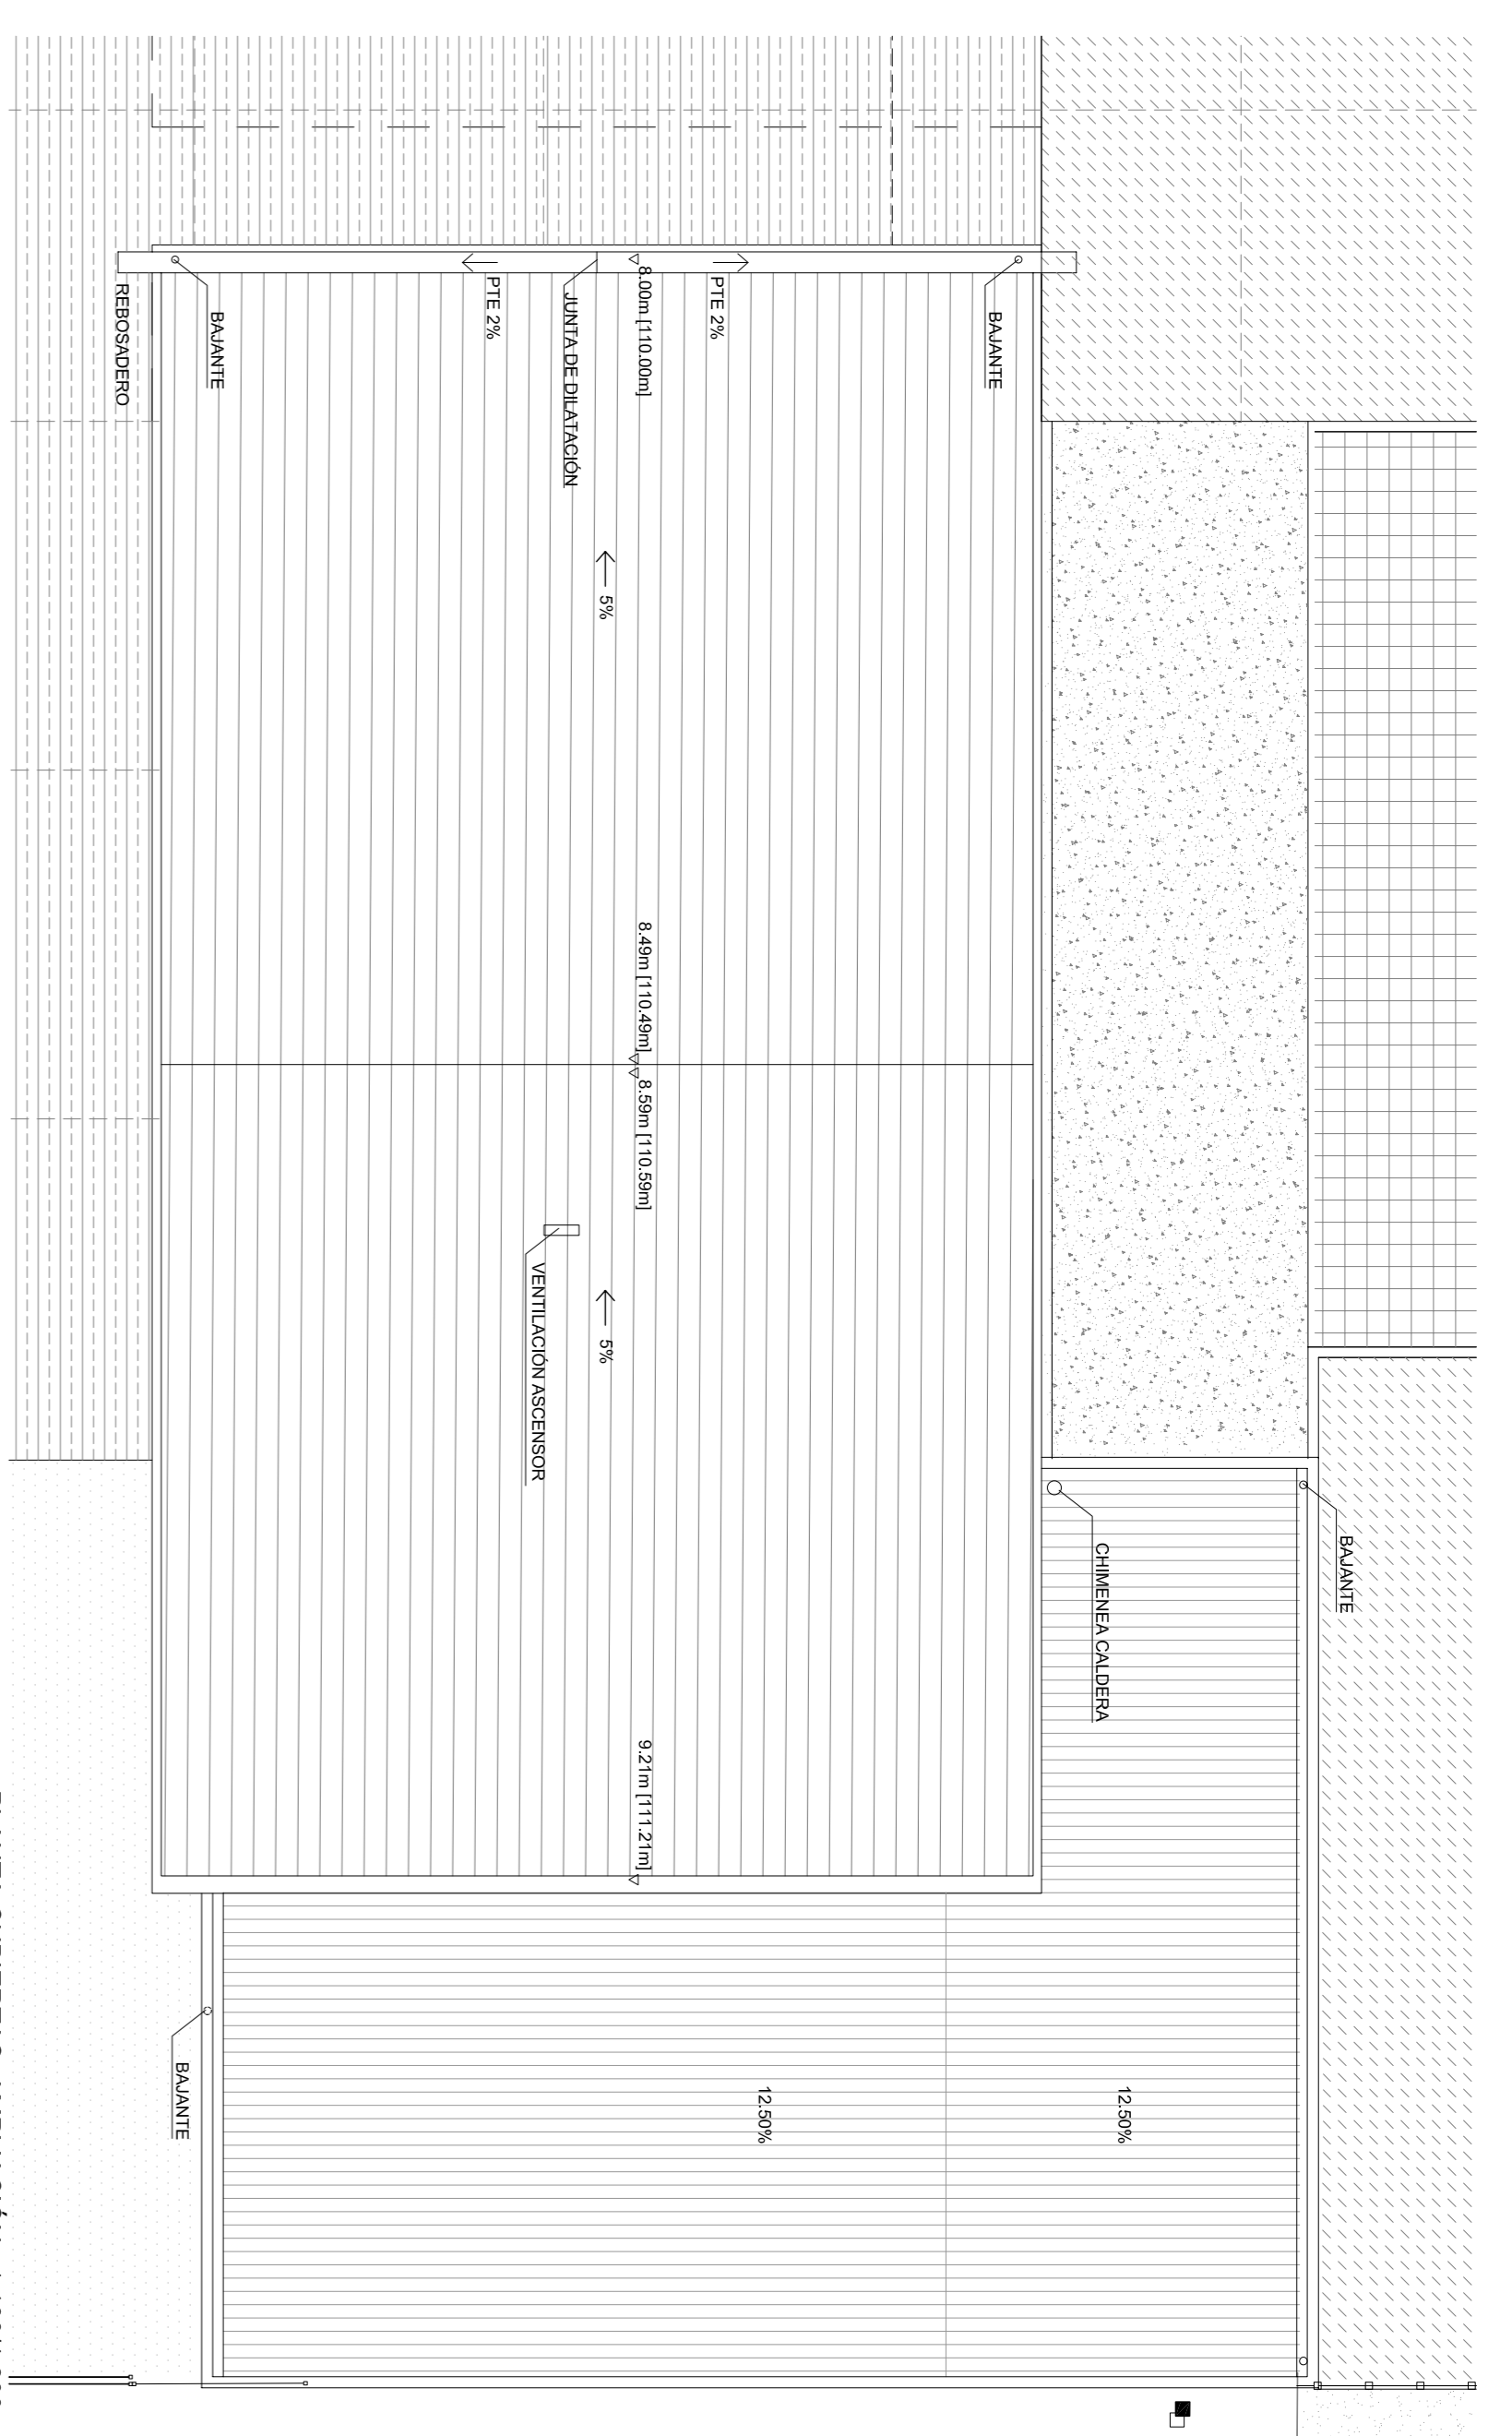 BAJANTE
CHIMENEA CALDERA
12.50%
BAJANTE
PTE 2%
8.00m [110.00m]
8.49m [110.49m]
8.59m [110.59m]
9.21m [111.21m]
5%
5%
JUNTA DE DILATACIÓN
VENTILACIÓN ASCENSOR
12.50%
PTE 2%
BAJANTE
BAJANTE
REBOSADERO